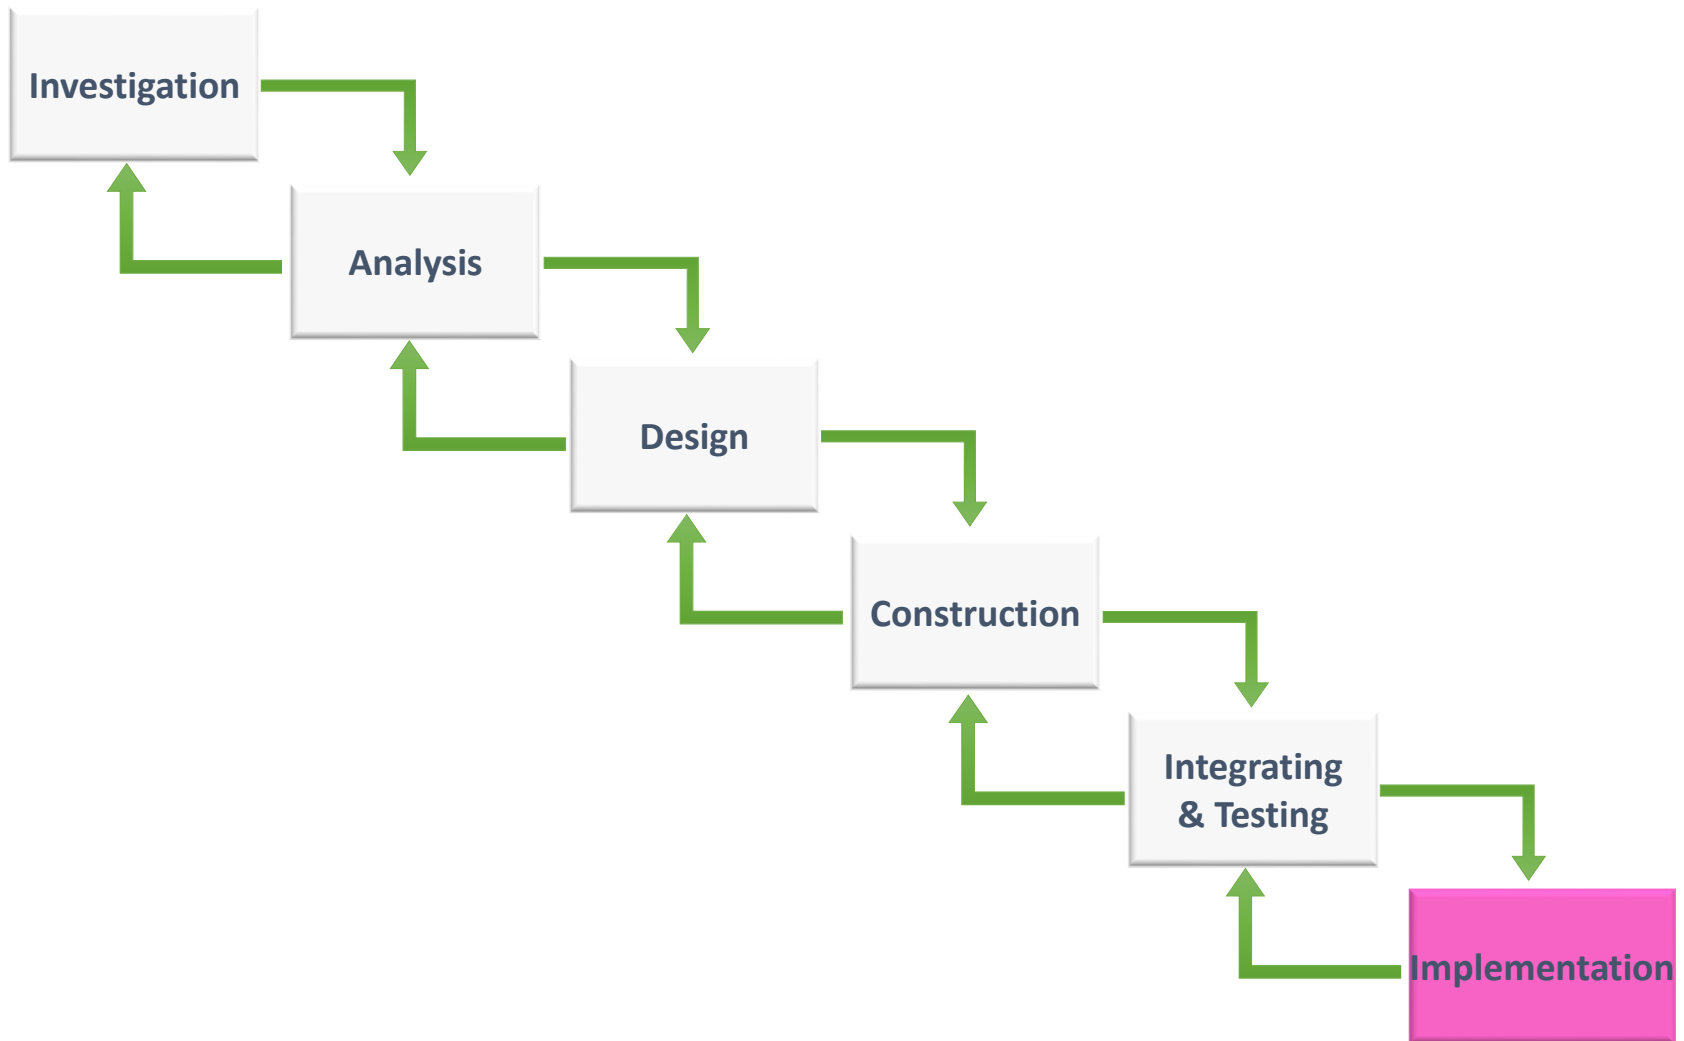 Investigation
Analysis
Design
Construction
Integrating
& Testing
Implementation